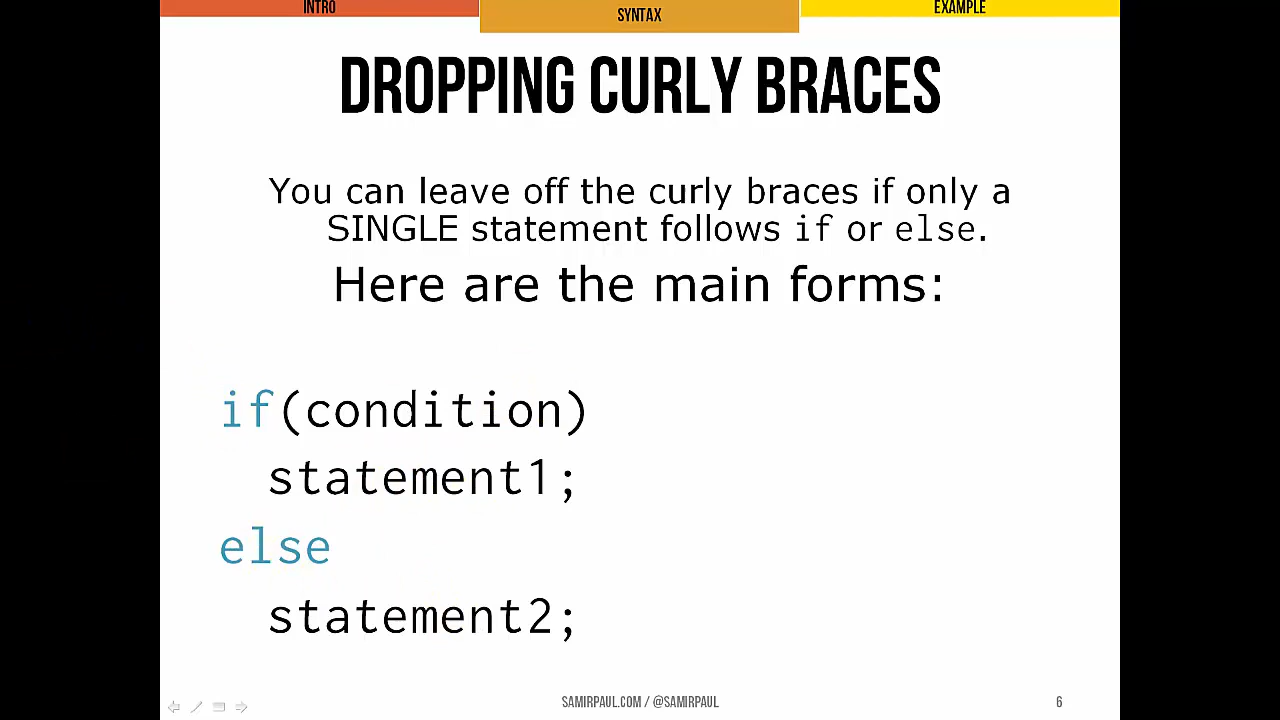 INTRO
SYNTAX
EXAMPLE
DROPPING CURLY BRACES
You can leave off the curly braces if only a
SINGLE statement follows if or else.
Here are the main forms:
if(condition)
statement1;
else
statement2;
SAMIRPAUL.COM / @SAMIRPAUL
6